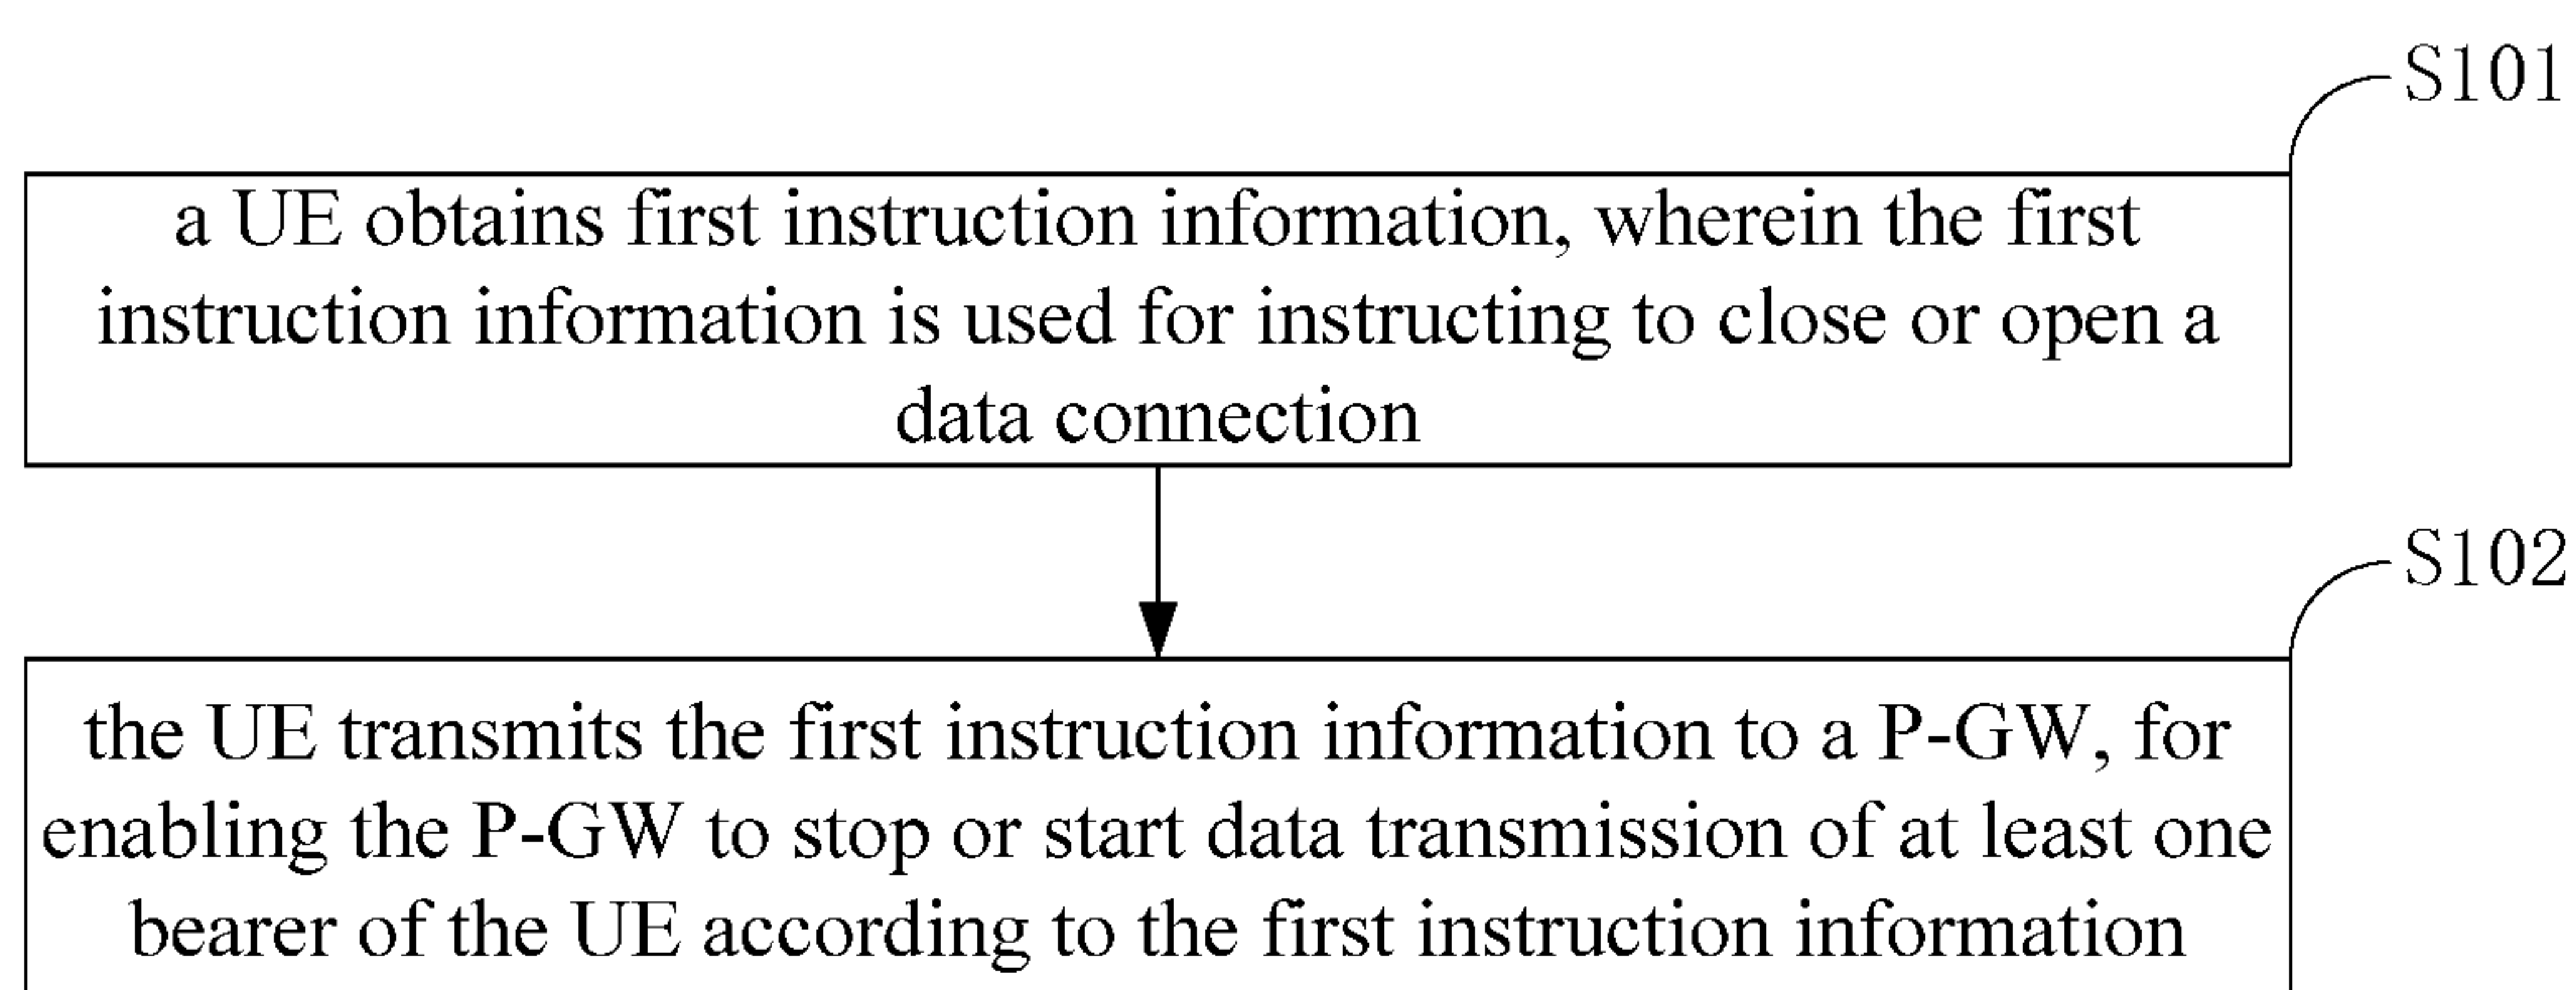 S101
a UE obtains first instruction information, wherein the first
instruction information is used for instructing to close or open a
data connection
S102
the UE transmits the first instruction information to a P-GW, for
enabling the P-GW to stop or start data transmission of at least one
bearer of the UE according to the first instruction information